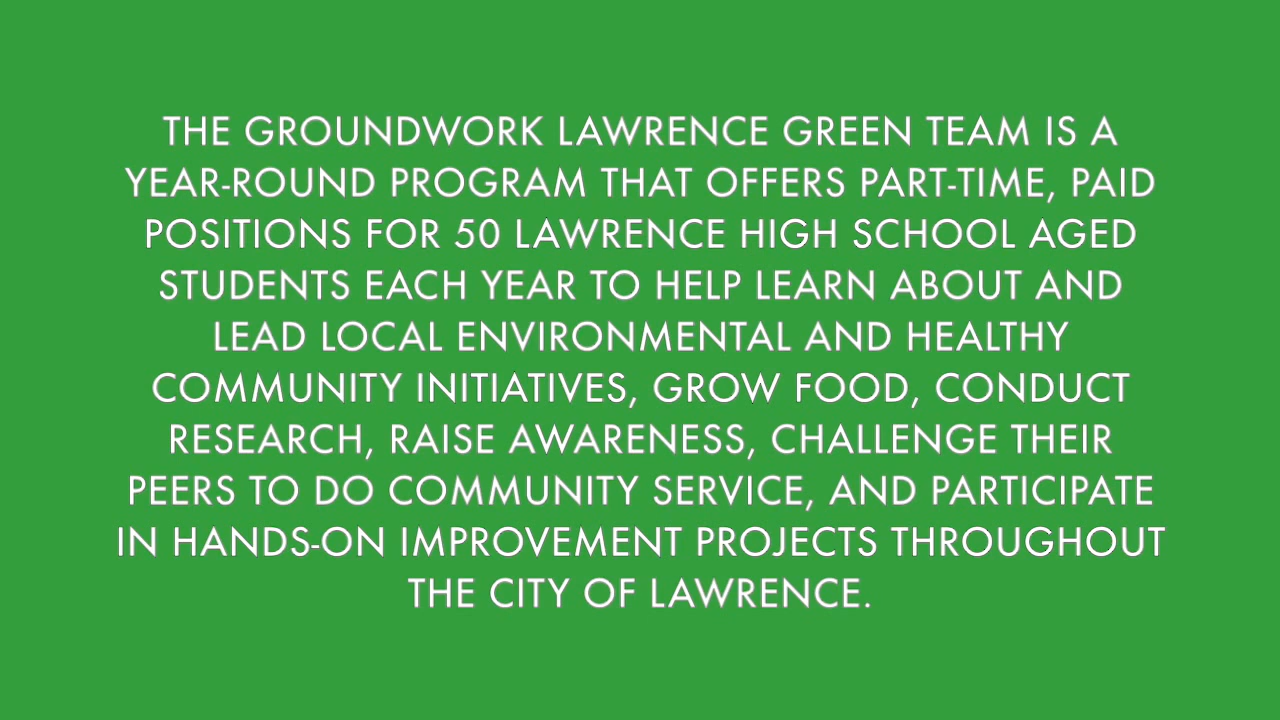 THE GROUNDWORK LAWRENCE GREEN TEAM IS A
YEAR-ROUND PROGRAM THAT OFFERS PART-TIME, PAID
POSITIONS FOR 50 LAWRENCE HIGH SCHOOL AGED
STUDENTS EACH YEAR TO HELP LEARN ABOUT AND
LEAD LOCAL ENVIRONMENTAL AND HEALTHY
COMMUNITY INITIATIVES, GROW FOOD, CONDUCT
RESEARCH, RAISE AWARENESS, CHALLENGE THEIR
PEERS TO DO COMMUNITY SERVICE, AND PARTICIPATE
IN HANDS-ON IMPROVEMENT PROJECTS THROUGHOUT
THE CITY OF LAWRENCE.